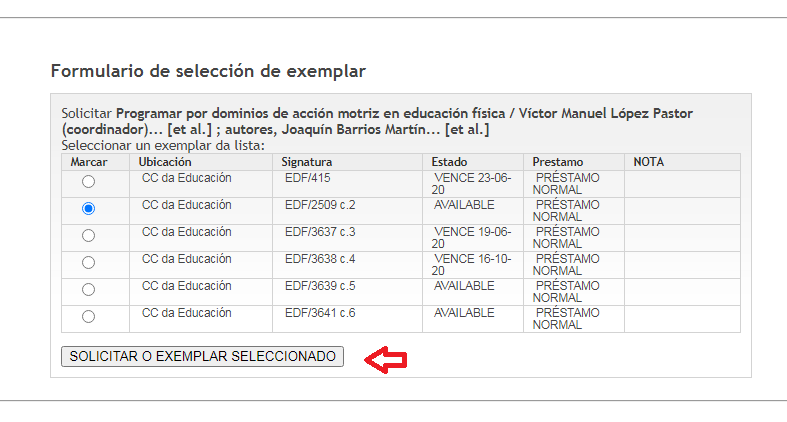 Formulario de selección de exemplar
Solicitar Programar por dominios de acción motriz en educación física / Víctor Manuel López Pastor
(coordinador)... [et al.] ; autores, Joaquín Barrios Martín... [et al.]
Seleccionar un exemplar da lista:
Marcar Ubicación Signatura Estado Prestamo NOTA
CC da Educación EDF/415 VENCE 23-06-20 PRÉSTAMO NORMAL
CC da Educación EDF/2509 c.2 AVAILABLE PRÉSTAMO NORMAL
CC da Educación EDF/3637 c.3 VENCE 19-06-20 PRÉSTAMO NORMAL
CC da Educación EDF/3638 c.4 VENCE 16-10-20 PRÉSTAMO NORMAL
CC da Educación EDF/3639 c.5 AVAILABLE PRÉSTAMO NORMAL
CC da Educación EDF/3641 c.6 AVAILABLE PRÉSTAMO NORMAL
SOLICITAR O EXEMPLAR SELECCIONADO